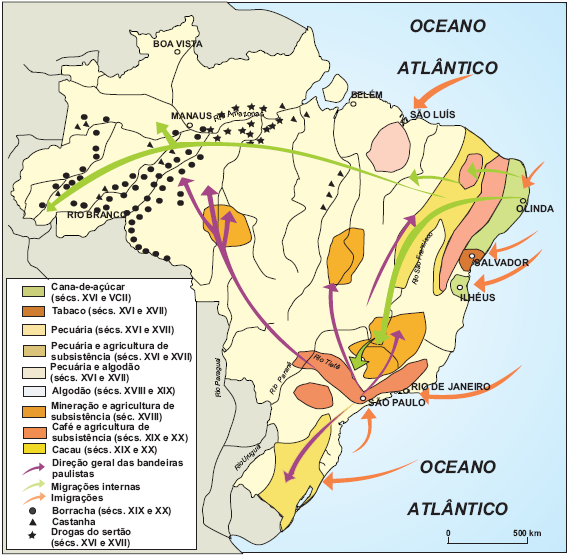 OCEANO
ATLÂNTICO
BOA VISTA
BELÉM
MANAUS
Rio Amazonas
SÃO LUÍS
RIO BRANCO
OLINDA
Rio São Francisco
SALVADOR
ILHÉUS
Rio Tietê
Rio Paraná
Rio Paraguai
RIO DE JANEIRO
SÃO PAULO
Rio Uruguai
OCEANO
ATLÂNTICO
0 500 km
Cana-de-açúcar
(sécs. XVI e VCII)
Tabaco (sécs. XVI e XVII)
Pecuária (sécs. XVI e XVII)
Pecuária e agricultura de
subsistência (sécs. XVI e XVII)
Pecuária e algodão
(sécs. XVI e XVII)
Algodão (sécs. XVIII e XIX)
Mineração e agricultura de
subsistência (séc. XVIII)
Café e agricultura de
subsistência (sécs. XIX e XX)
Cacau (sécs. XIX e XX)
Direção geral das bandeiras
paulistas
Migrações internas
Imigrações
Borracha (sécs. XIX e XX)
Castanha
Drogas do sertão
(sécs. XVI e XVII)